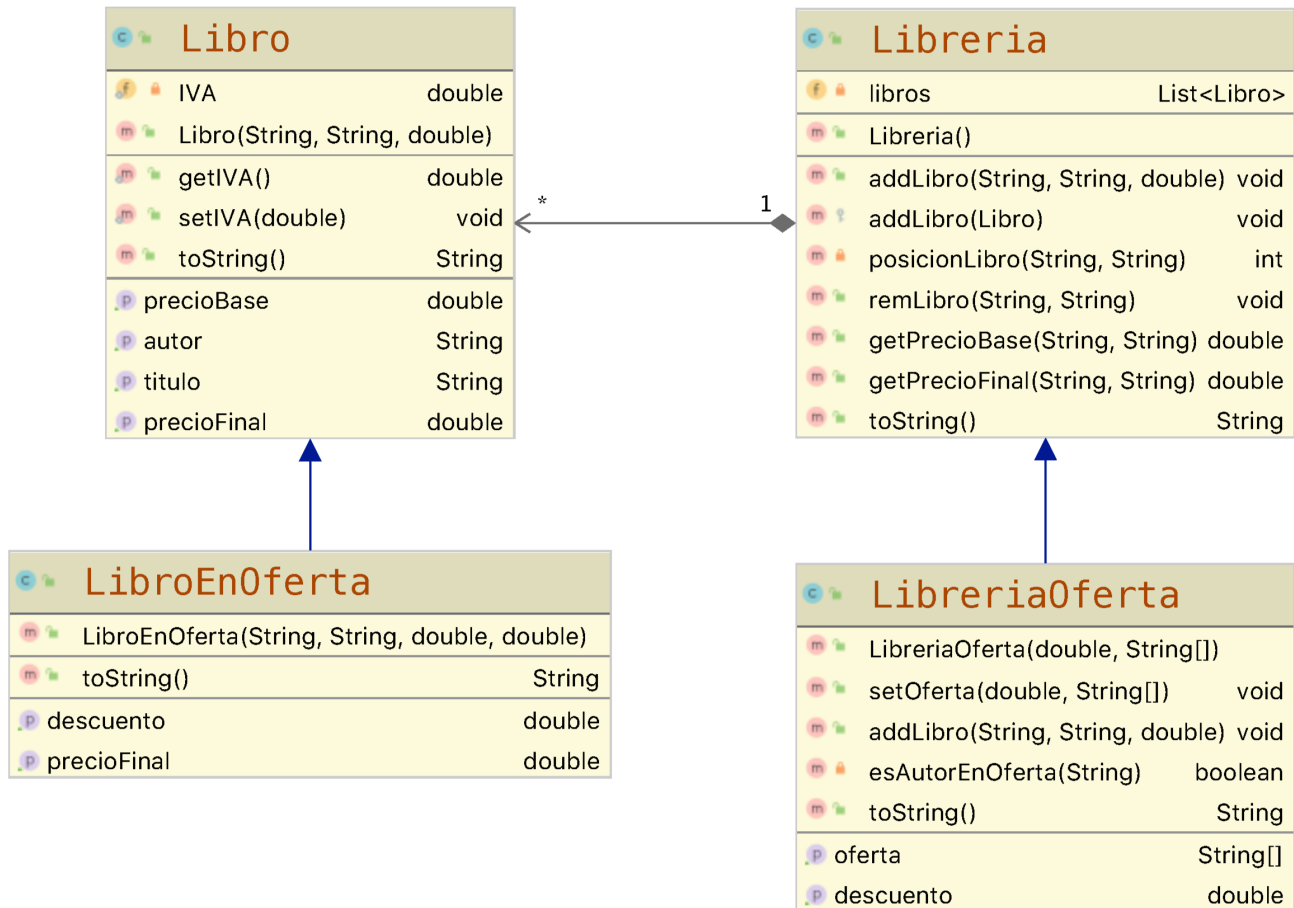 Libro
IVA double
Libro(String, String, double)
getIVA() double
setIVA(double) void
toString() String
precioBase double
autor String
titulo String
precioFinal double
* 1
Libreria
libros List<Libro>
Libreria()
addLibro(String, String, double) void
addLibro(Libro) void
posicionLibro(String, String) int
remLibro(String, String) void
getPrecioBase(String, String) double
getPrecioFinal(String, String) double
toString() String
LibroEnOferta
LibroEnOferta(String, String, double, double)
toString() String
descuento double
precioFinal double
LibreriaOferta
LibreriaOferta(double, String[])
setOferta(double, String[]) void
addLibro(String, String, double) void
esAutorEnOferta(String) boolean
toString() String
oferta String[]
descuento double